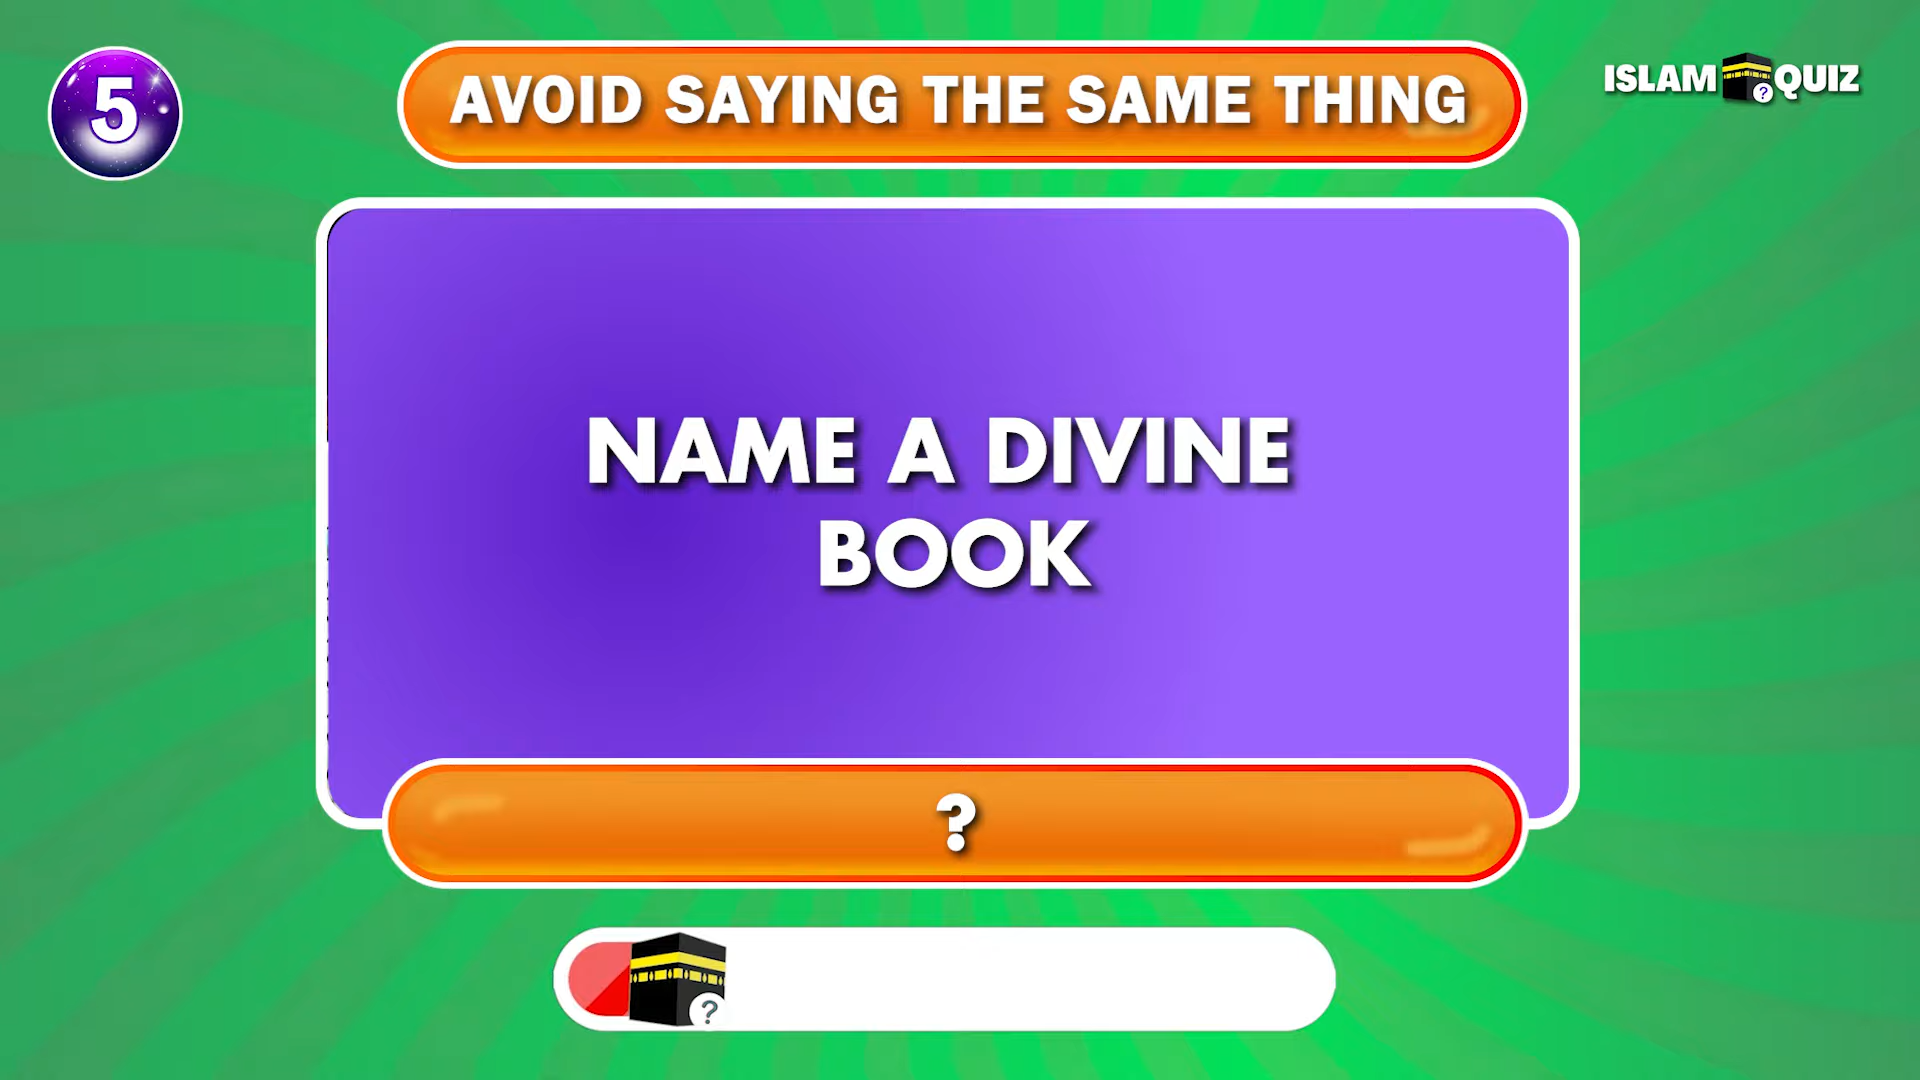 5
AVOID SAYING THE SAME THING
ISLAM ? QUIZ
NAME A DIVINE
BOOK
?
?